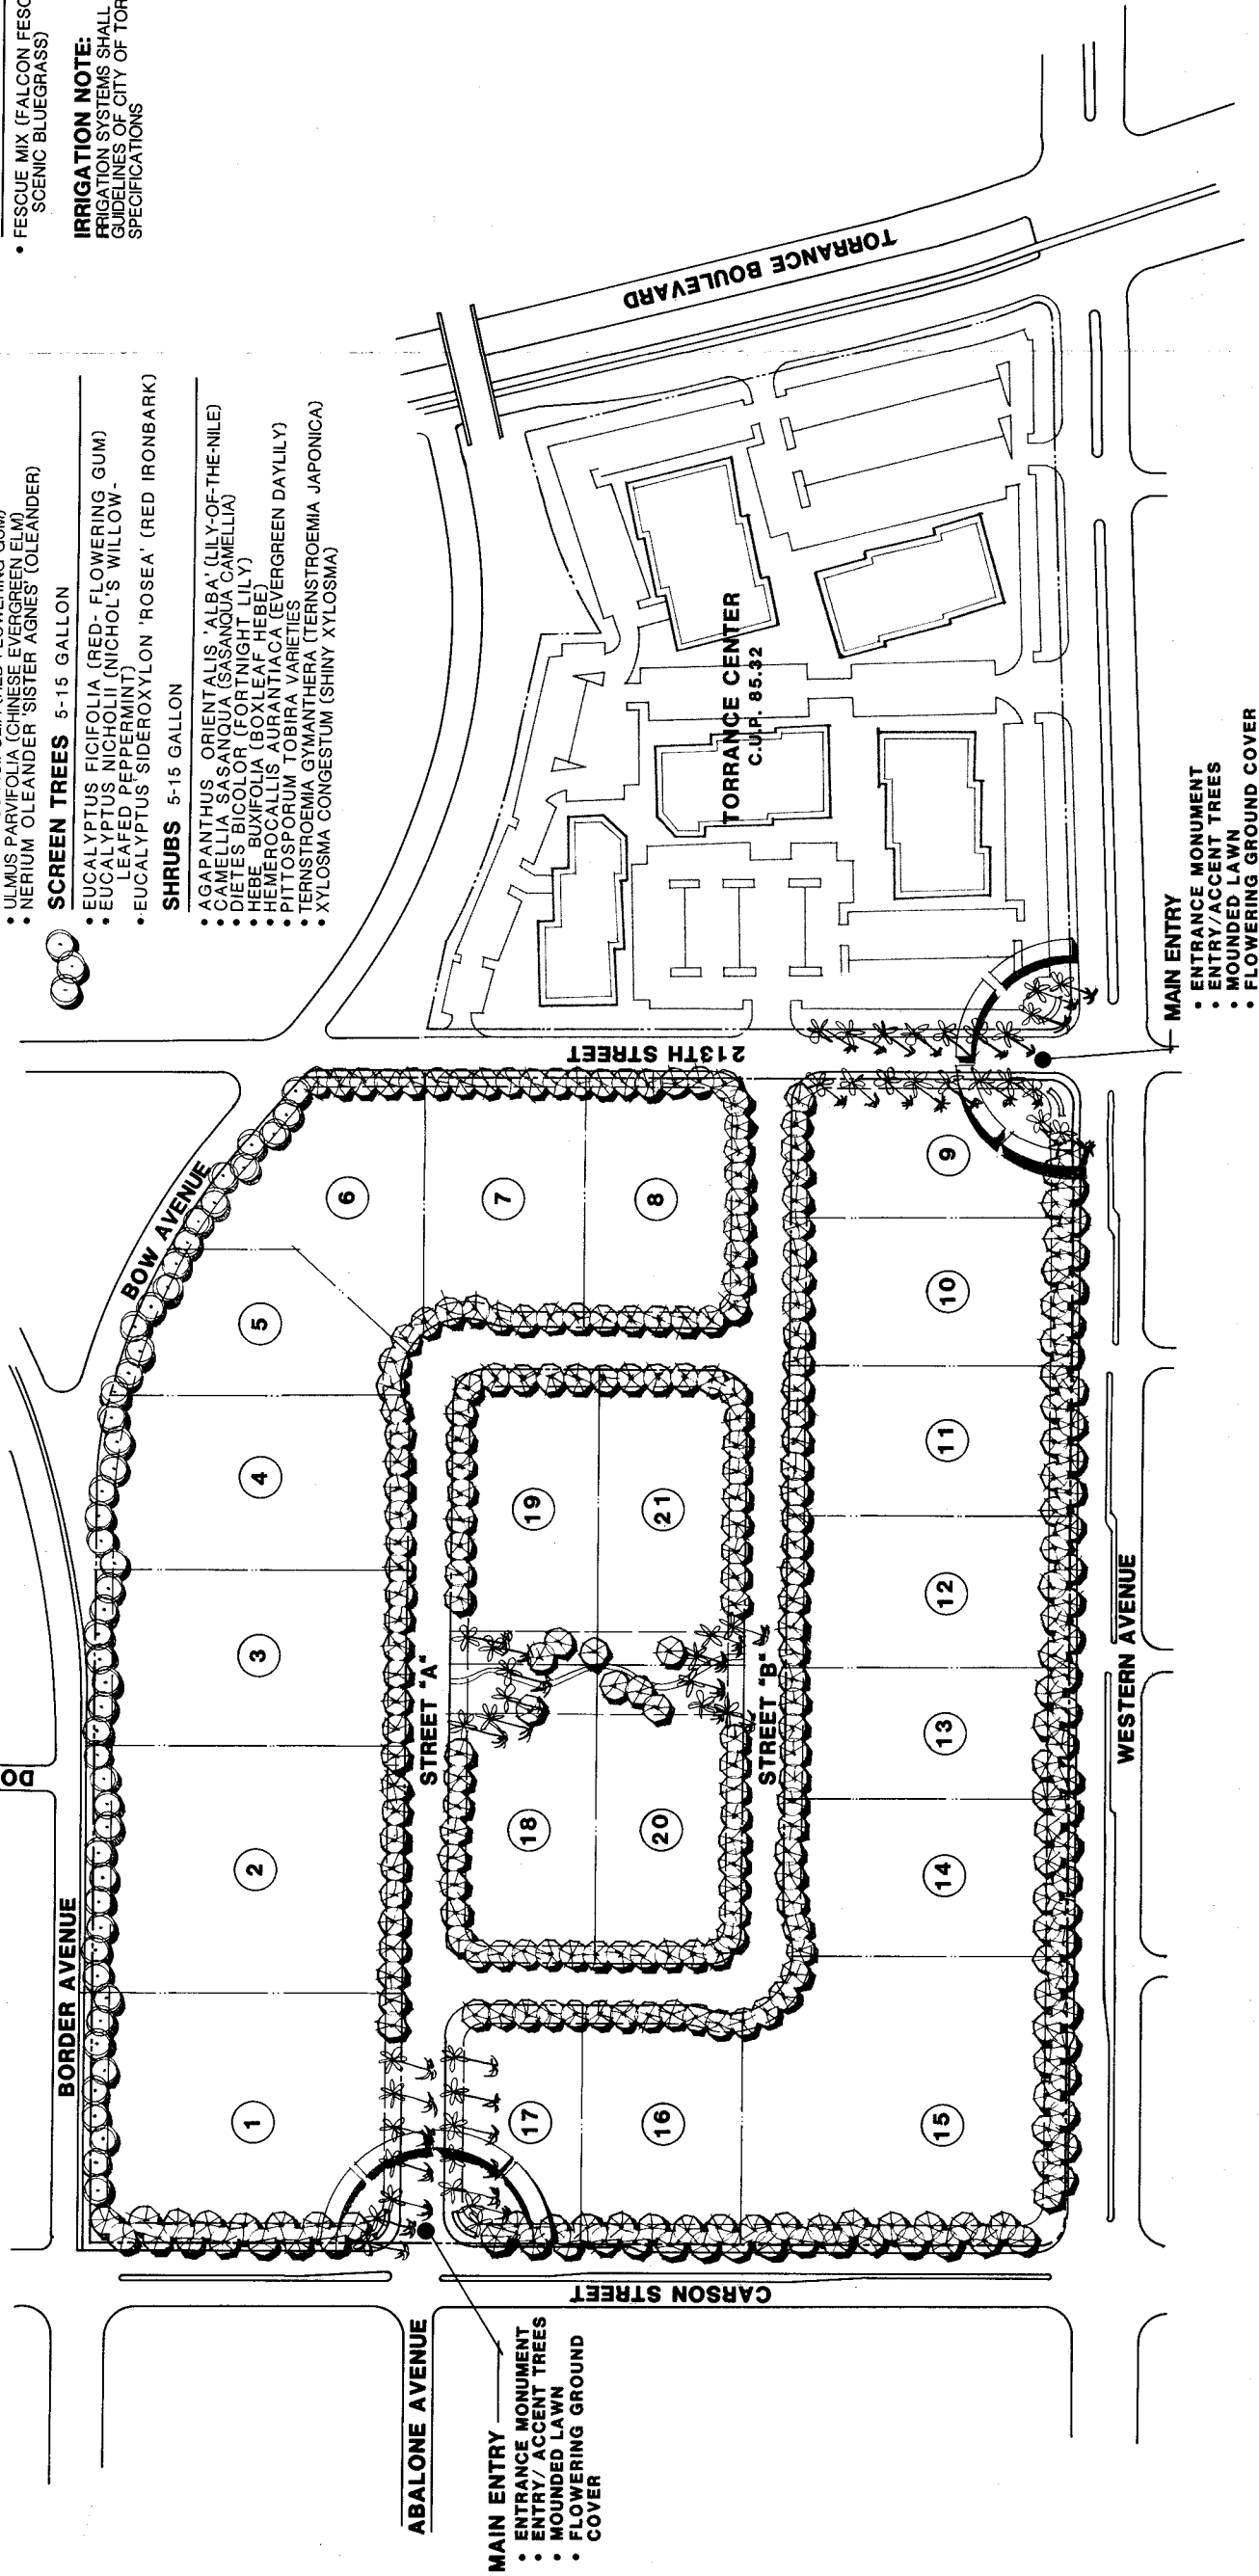 • FESCUE MIX (FALCON FESC
SCENIC BLUEGRASS)
IRRIGATION NOTE:
IRRIGATION SYSTEMS SHALL
GUIDELINES OF CITY OF TOR
SPECIFICATIONS
• ULMUS PARVIFOLIA (CHINESE EVERGREEN ELM)
• NERIUM OLEANDER 'SISTER AGNES' (OLEANDER)
SCREEN TREES 5-15 GALLON
• EUCALYPTUS FICIFOLIA (RED- FLOWERING GUM)
• EUCALYPTUS NICHOLII (NICHOL'S WILLOW-
LEAFED PEPPERMINT)
• EUCALYPTUS SIDEROXYLON 'ROSEA' (RED IRONBARK)
SHRUBS 5-15 GALLON
• AGAPANTHUS ORIENTALIS 'ALBA' (LILY-OF-THE-NILE)
• CAMELLIA SASANQUA (SASANQUA CAMELLIA)
• DIETES BICOLOR (FORTNIGHT LILY)
• HEBE BUXIFOLIA (BOXLEAF HEBE)
• HEMEROCALLIS AURANTIACA (EVERGREEN DAYLILY)
• PITTOSPORUM TOBIRA VARIETIES
• TERNSTROEMIA GYMANTHERA (TERNSTROEMIA JAPONICA)
• XYLOSMA CONGESTUM (SHINY XYLOSMA)
TORRANCE BOULEVARD
TORRANCE CENTER
C.U.P. 85.32
213TH STREET
MAIN ENTRY
• ENTRANCE MONUMENT
• ENTRY/ACCENT TREES
• MOUNDED LAWN
• FLOWERING GROUND COVER
BOW AVENUE
DO
BORDER AVENUE
1
2
3
4
5
6
7
8
9
10
11
12
13
14
15
16
17
18
19
20
21
STREET "A"
STREET "B"
WESTERN AVENUE
CARSON STREET
ABALONE AVENUE
MAIN ENTRY
• ENTRANCE MONUMENT
• ENTRY/ ACCENT TREES
• MOUNDED LAWN
• FLOWERING GROUND
COVER